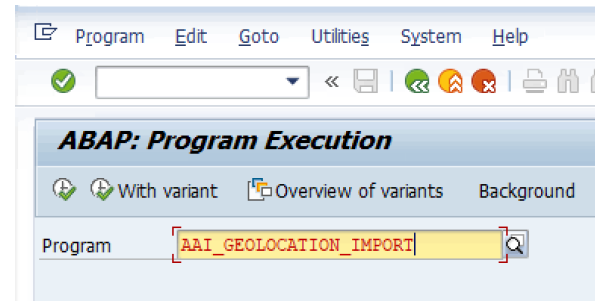 Program Edit Goto Utilities System Help
«
ABAP: Program Execution
With variant Overview of variants Background
Program AAI_GEOLOCATION_IMPORT